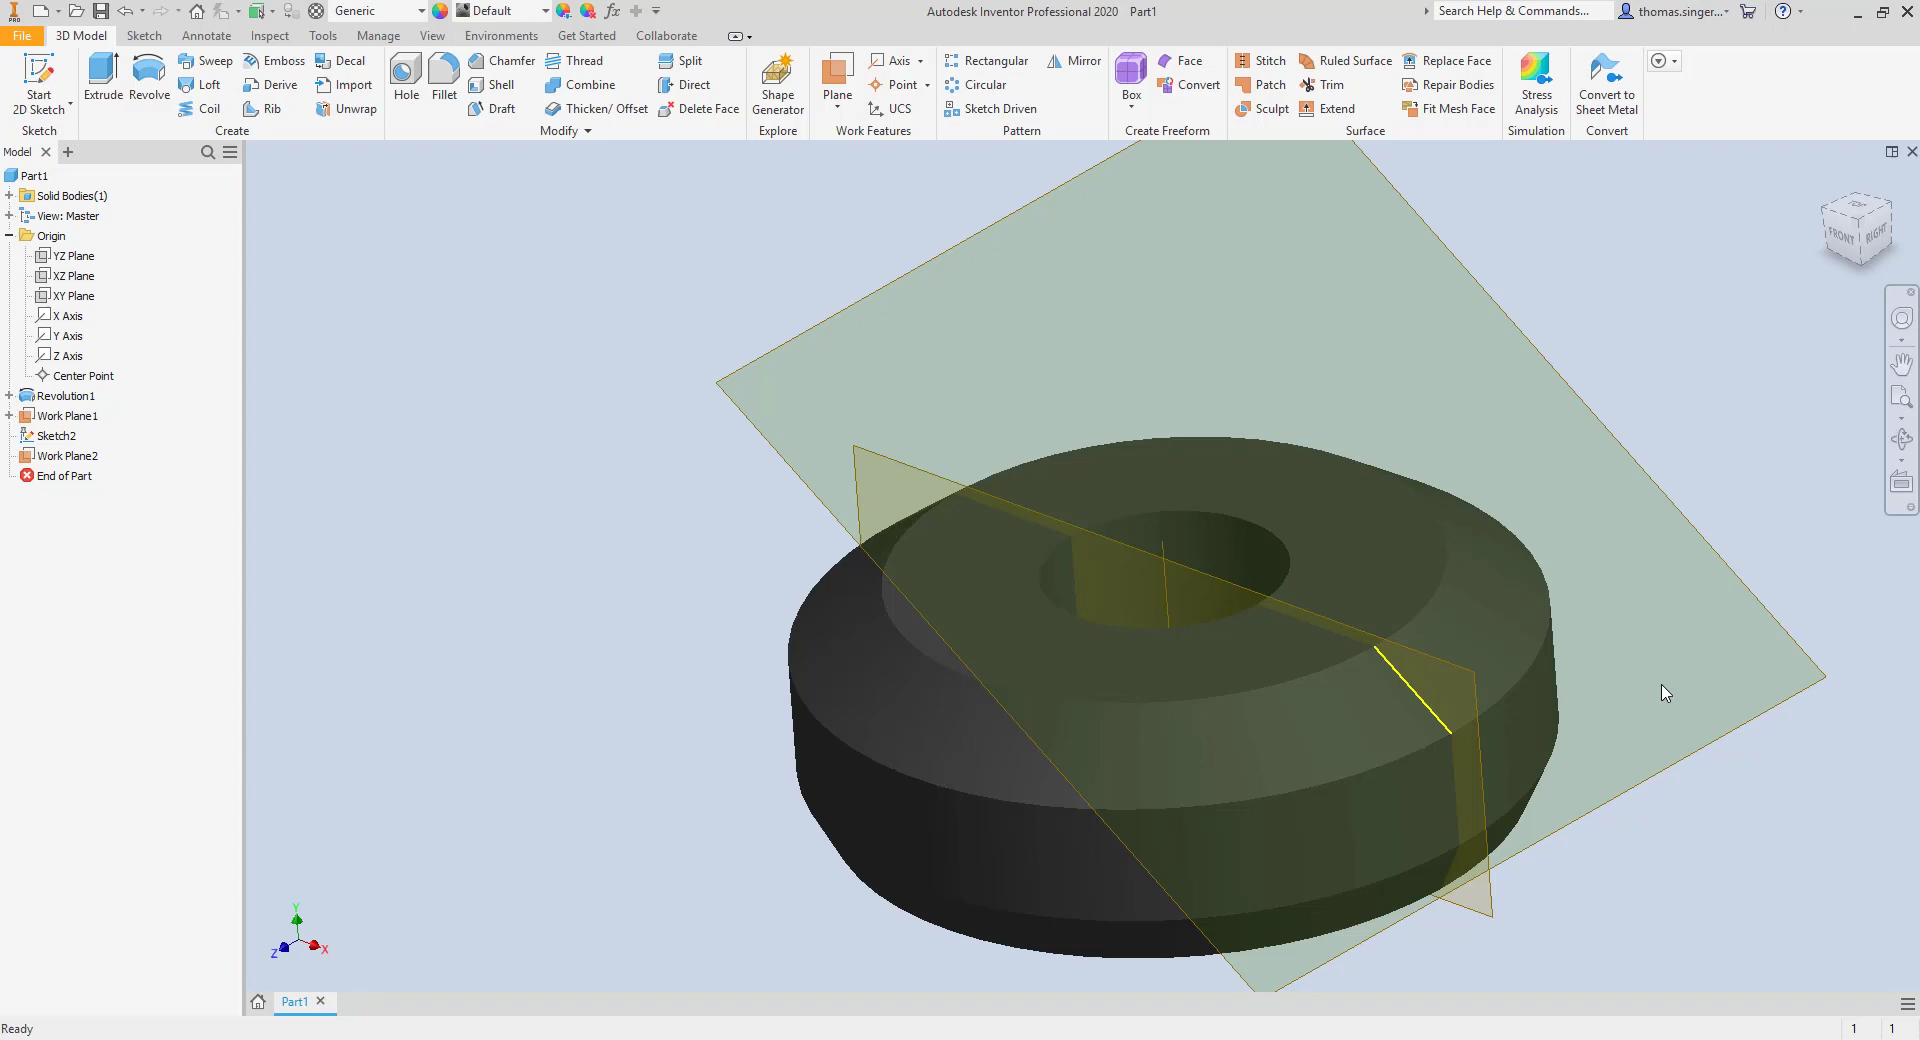 PRO Generic Default Autodesk Inventor Professional 2020 Part1 Search Help & Commands... thomas.singer...
File 3D Model Sketch Annotate Inspect Tools Manage View Environments Get Started Collaborate
Start 2D Sketch
Sketch
Extrude Revolve Sweep Loft Coil Emboss Derive Rib Decal Import Unwrap
Create
Hole Fillet Chamfer Shell Draft Thread Combine Thicken/ Offset Split Direct Delete Face
Modify
Shape Generator
Explore
Plane Axis Point UCS
Work Features
Rectangular Circular Sketch Driven Mirror
Pattern
Box Face Convert
Create Freeform
Stitch Patch Sculpt Ruled Surface Trim Extend Replace Face Repair Bodies Fit Mesh Face
Surface
Stress Analysis
Simulation
Convert to Sheet Metal
Convert
Model
Part1
Solid Bodies(1)
View: Master
Origin
YZ Plane
XZ Plane
XY Plane
X Axis
Y Axis
Z Axis
Center Point
Revolution1
Work Plane1
Sketch2
Work Plane2
End of Part
FRONT RIGHT
Y
Z X
Part1
Ready 1 1